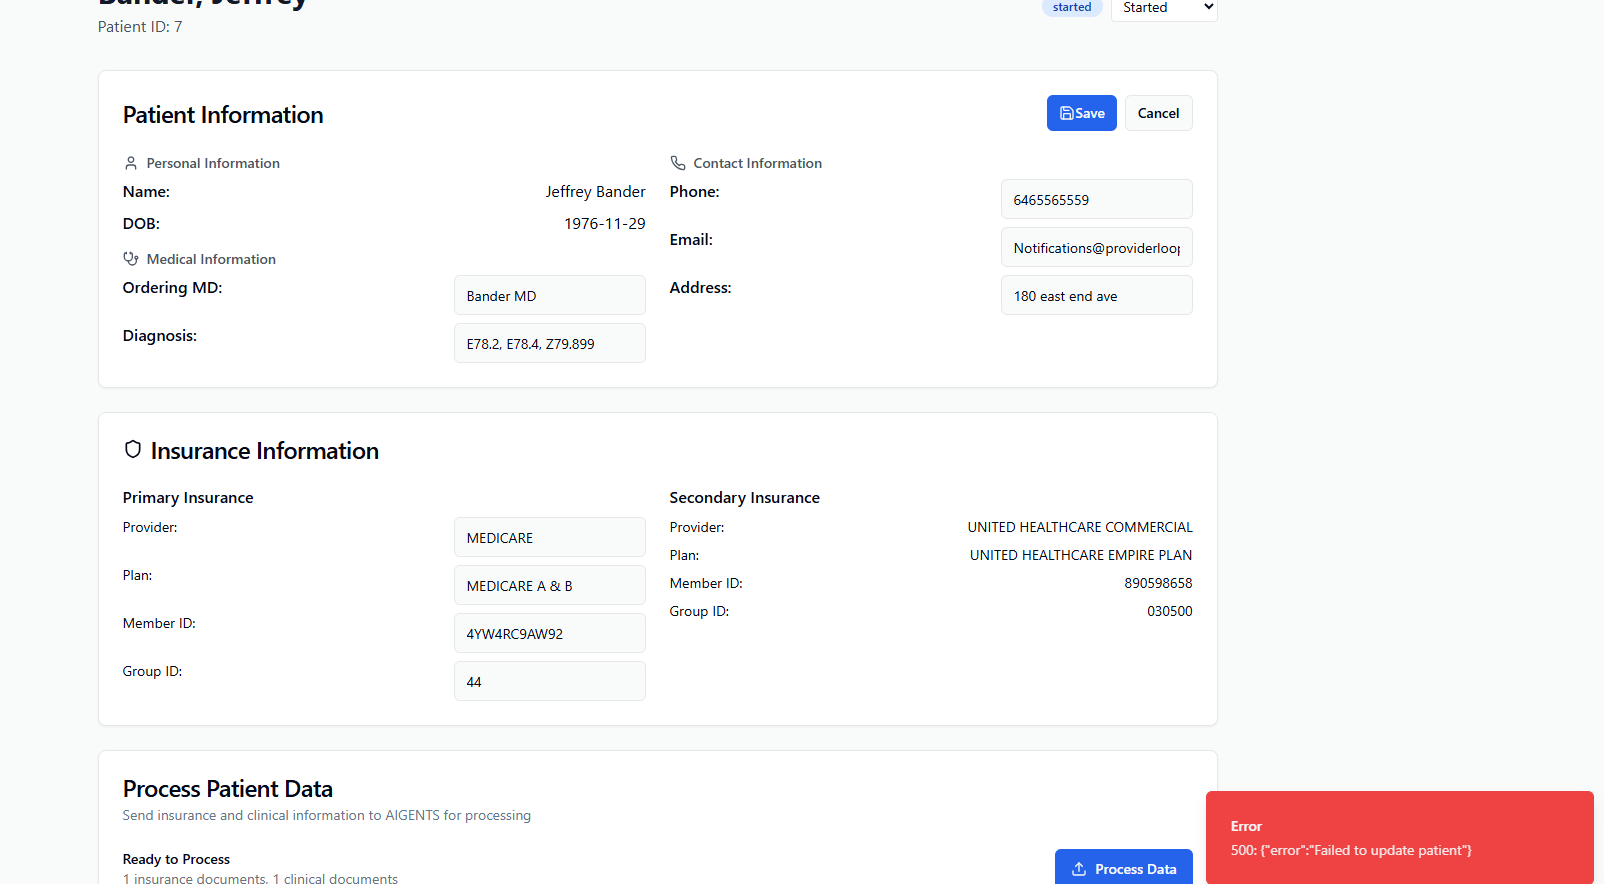 Bander, Jeffrey
started
Started
Patient ID: 7
Patient Information
Save
Cancel
Personal Information
Name:
Jeffrey Bander
DOB:
1976-11-29
Medical Information
Ordering MD:
Bander MD
Diagnosis:
E78.2, E78.4, Z79.899
Contact Information
Phone:
6465565559
Email:
Notifications@providerloop
Address:
180 east end ave
Insurance Information
Primary Insurance
Provider:
MEDICARE
Plan:
MEDICARE A & B
Member ID:
4YW4RC9AW92
Group ID:
44
Secondary Insurance
Provider:
UNITED HEALTHCARE COMMERCIAL
Plan:
UNITED HEALTHCARE EMPIRE PLAN
Member ID:
890598658
Group ID:
030500
Process Patient Data
Send insurance and clinical information to AIGENTS for processing
Ready to Process
1 insurance documents, 1 clinical documents
Process Data
Error
500: {"error":"Failed to update patient"}